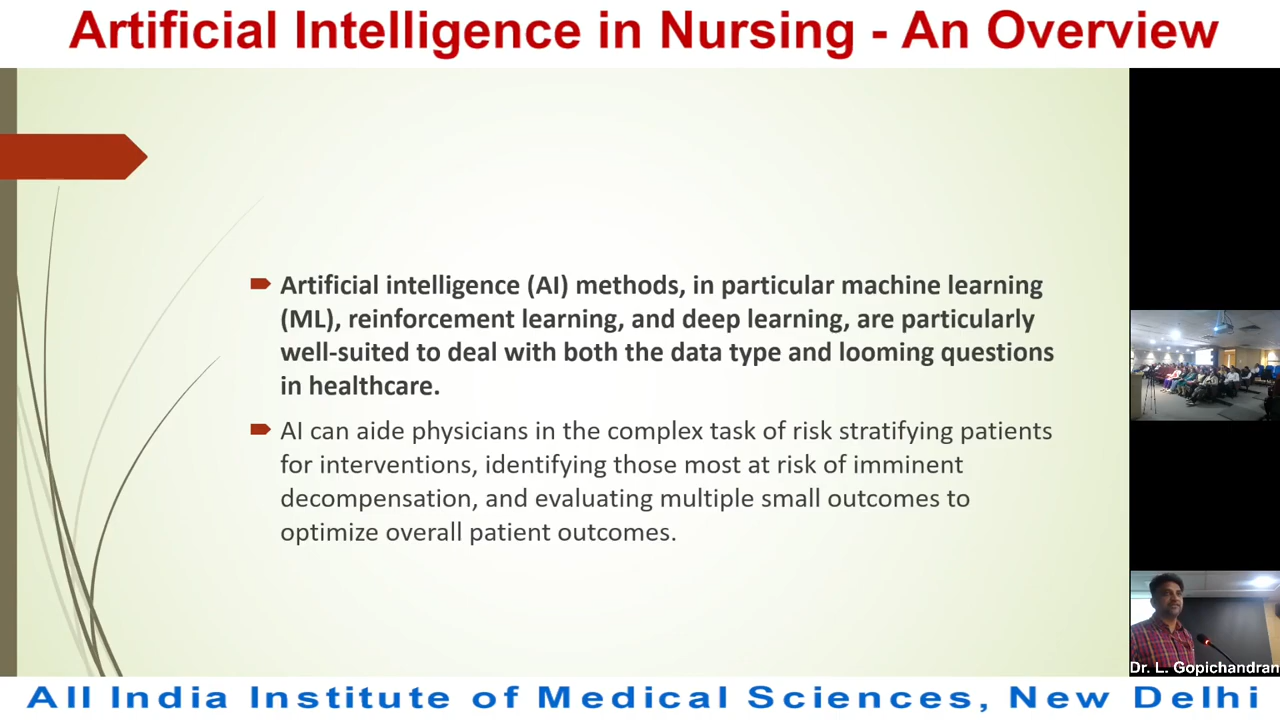 Artificial Intelligence in Nursing - An Overview
Artificial intelligence (AI) methods, in particular machine learning
(ML), reinforcement learning, and deep learning, are particularly
well-suited to deal with both the data type and looming questions
in healthcare.
AI can aide physicians in the complex task of risk stratifying patients
for interventions, identifying those most at risk of imminent
decompensation, and evaluating multiple small outcomes to
optimize overall patient outcomes.
Dr. L. Gopichandran
All India Institute of Medical Sciences, New Delhi